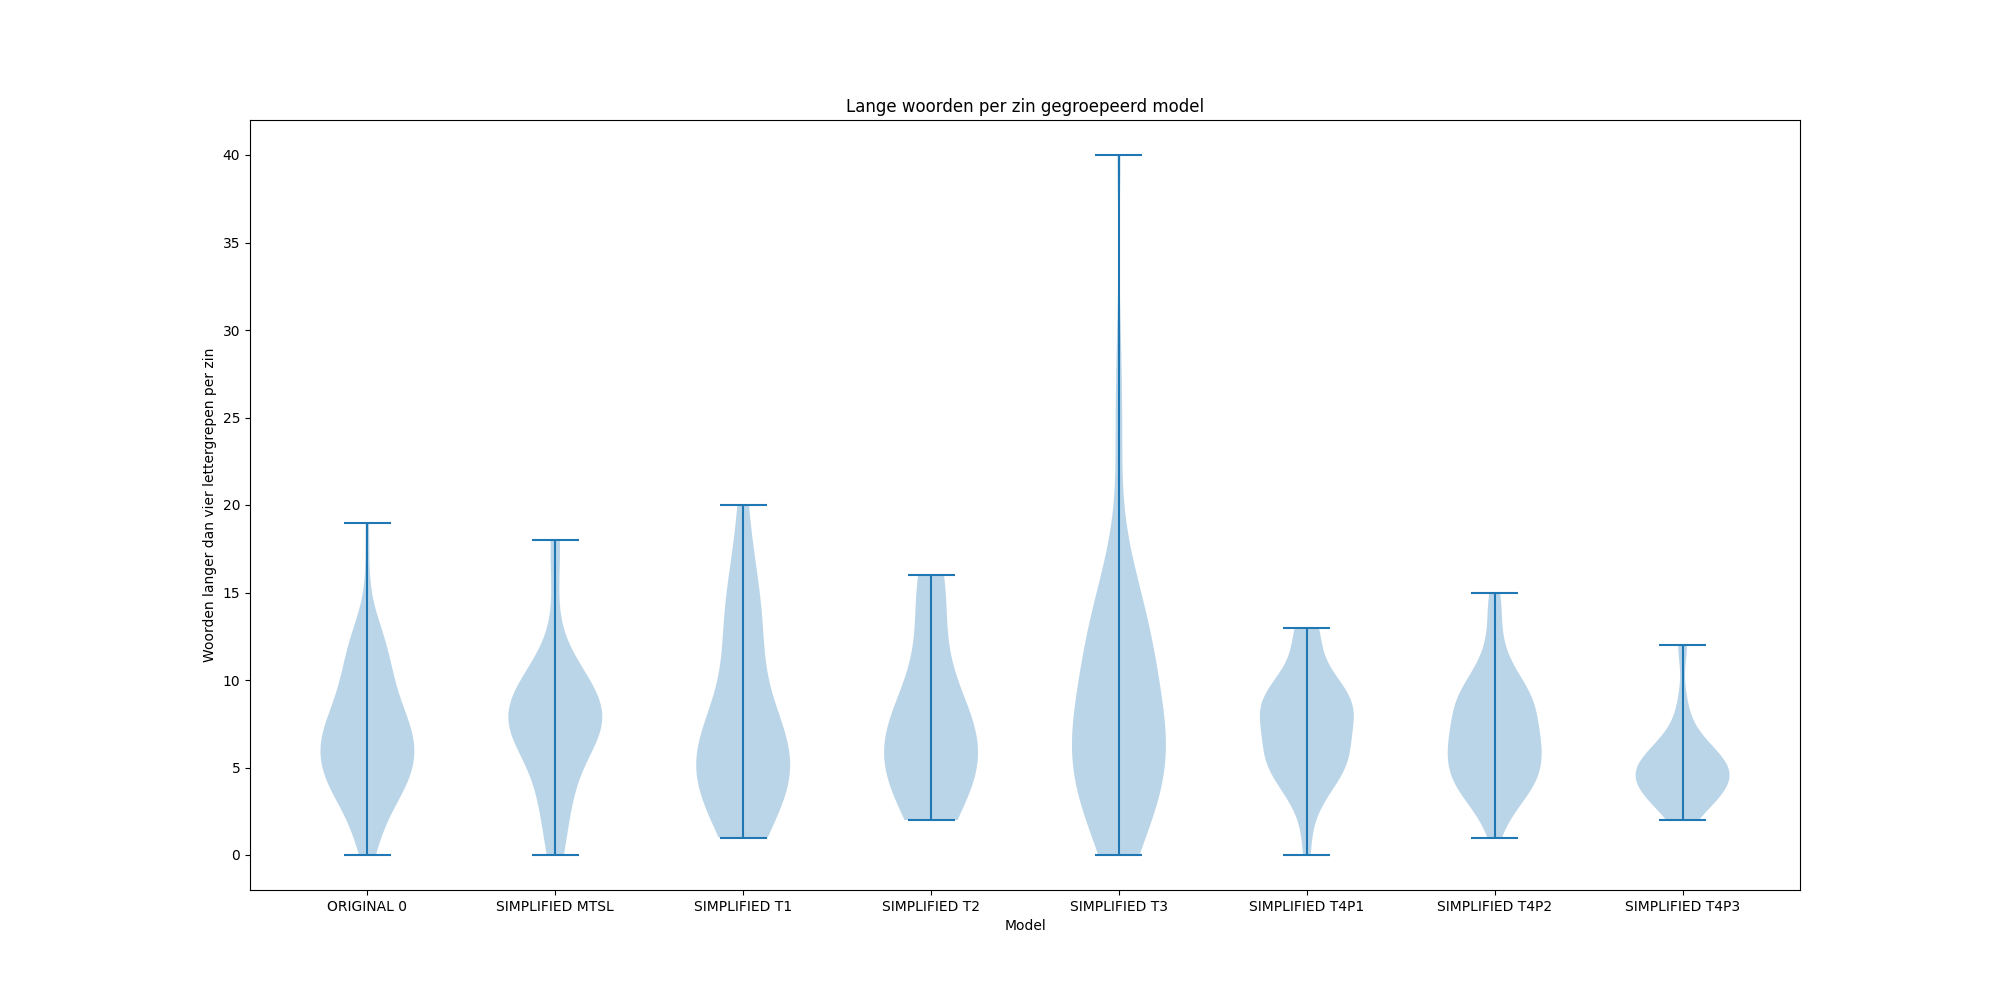 Lange woorden per zin gegroepeerd model
Woorden langer dan vier lettergrepen per zin
40
35
30
25
20
15
10
5
0
ORIGINAL 0
SIMPLIFIED MTSL
SIMPLIFIED T1
SIMPLIFIED T2
SIMPLIFIED T3
SIMPLIFIED T4P1
SIMPLIFIED T4P2
SIMPLIFIED T4P3
Model